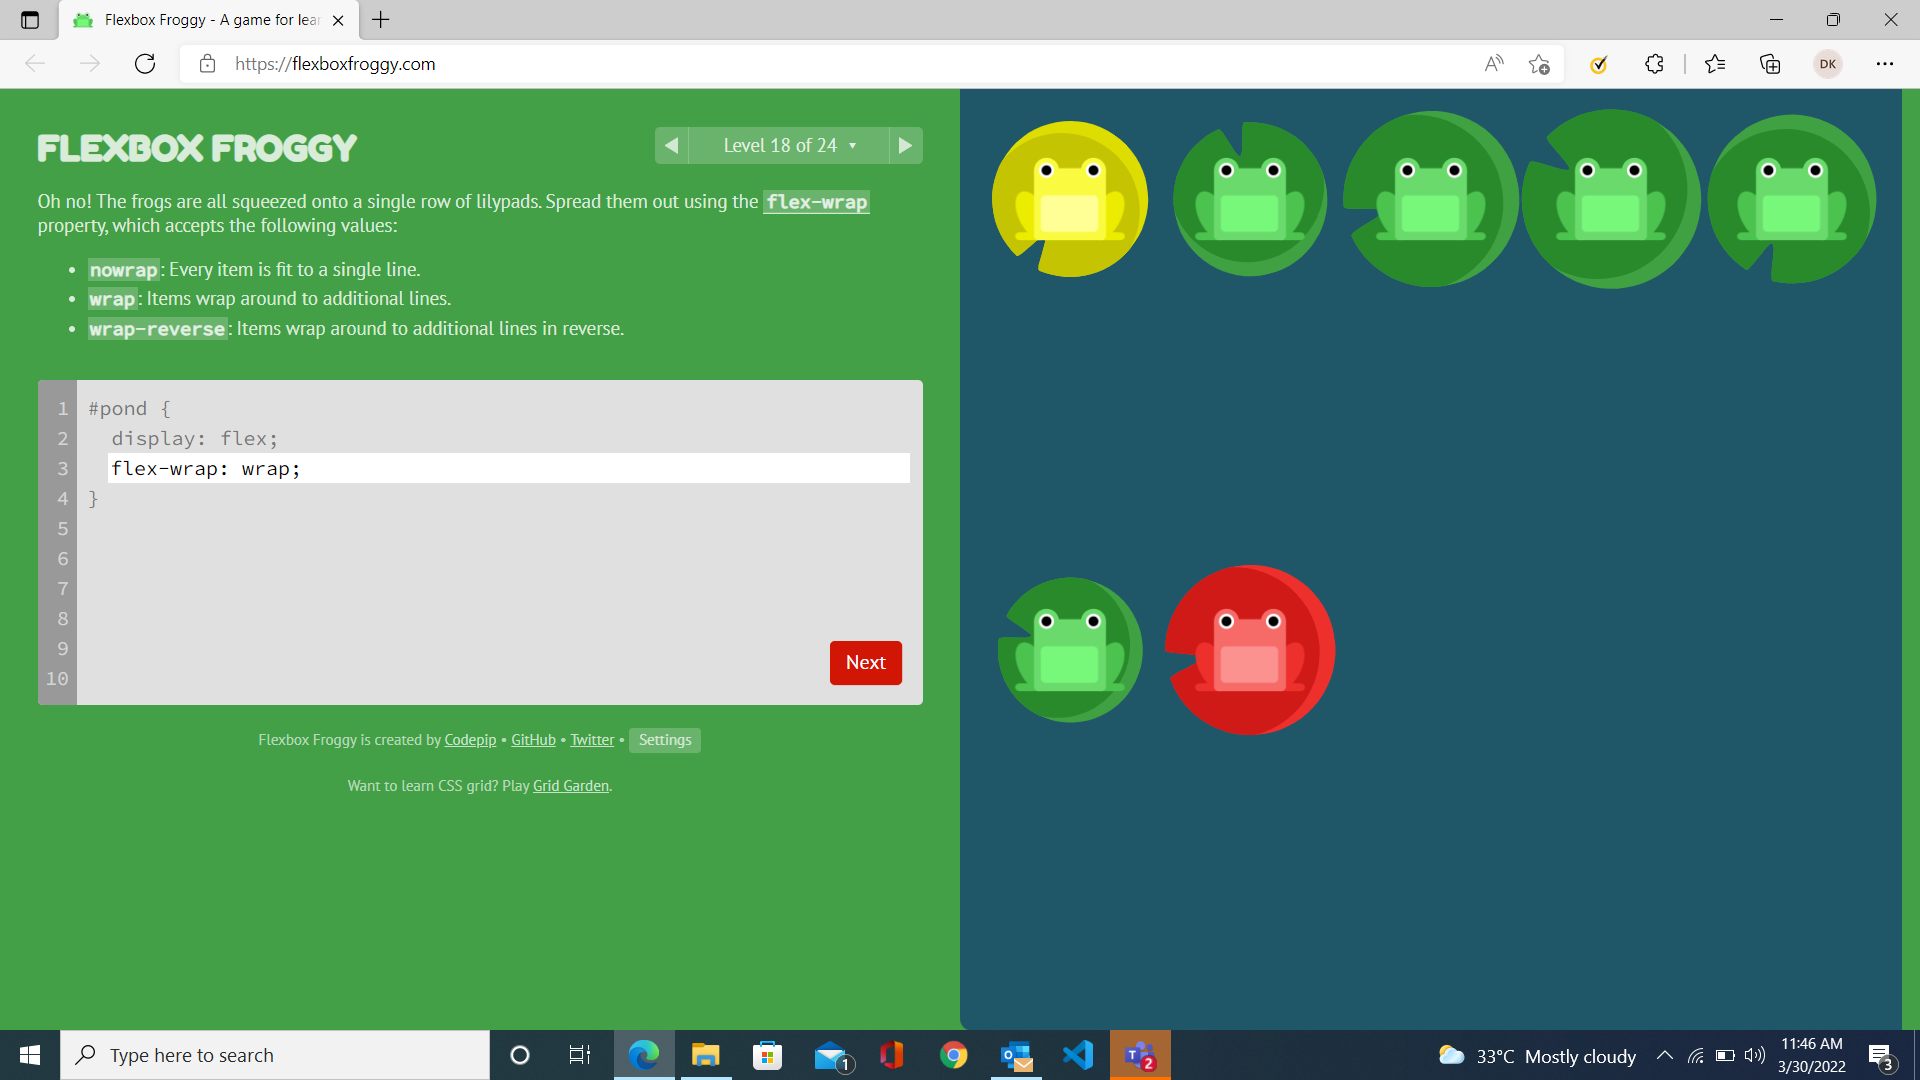 Flexbox Froggy - A game for lear
https://flexboxfroggy.com
DK
FLEXBOX FROGGY
Level 18 of 24
Oh no! The frogs are all squeezed onto a single row of lilypads. Spread them out using the flex-wrap
property, which accepts the following values:
• nowrap: Every item is fit to a single line.
• wrap: Items wrap around to additional lines.
• wrap-reverse: Items wrap around to additional lines in reverse.
1 #pond {
2 display: flex;
3 flex-wrap: wrap;
4 }
5
6
7
8
9
10
Next
Flexbox Froggy is created by Codepip • GitHub • Twitter • Settings
Want to learn CSS grid? Play Grid Garden.
Type here to search
1
2
33°C Mostly cloudy
11:46 AM
3/30/2022
3